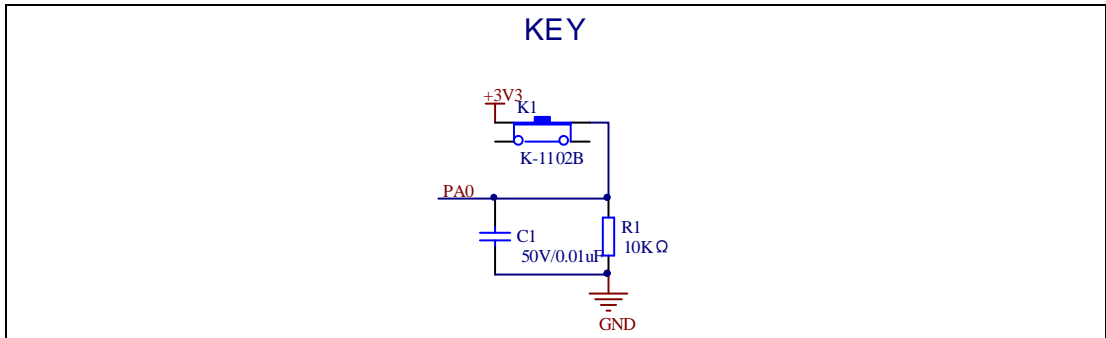 KEY
+3V3
K1
K-1102B
PA0
C1
50V/0.01uF
R1
10KΩ
GND